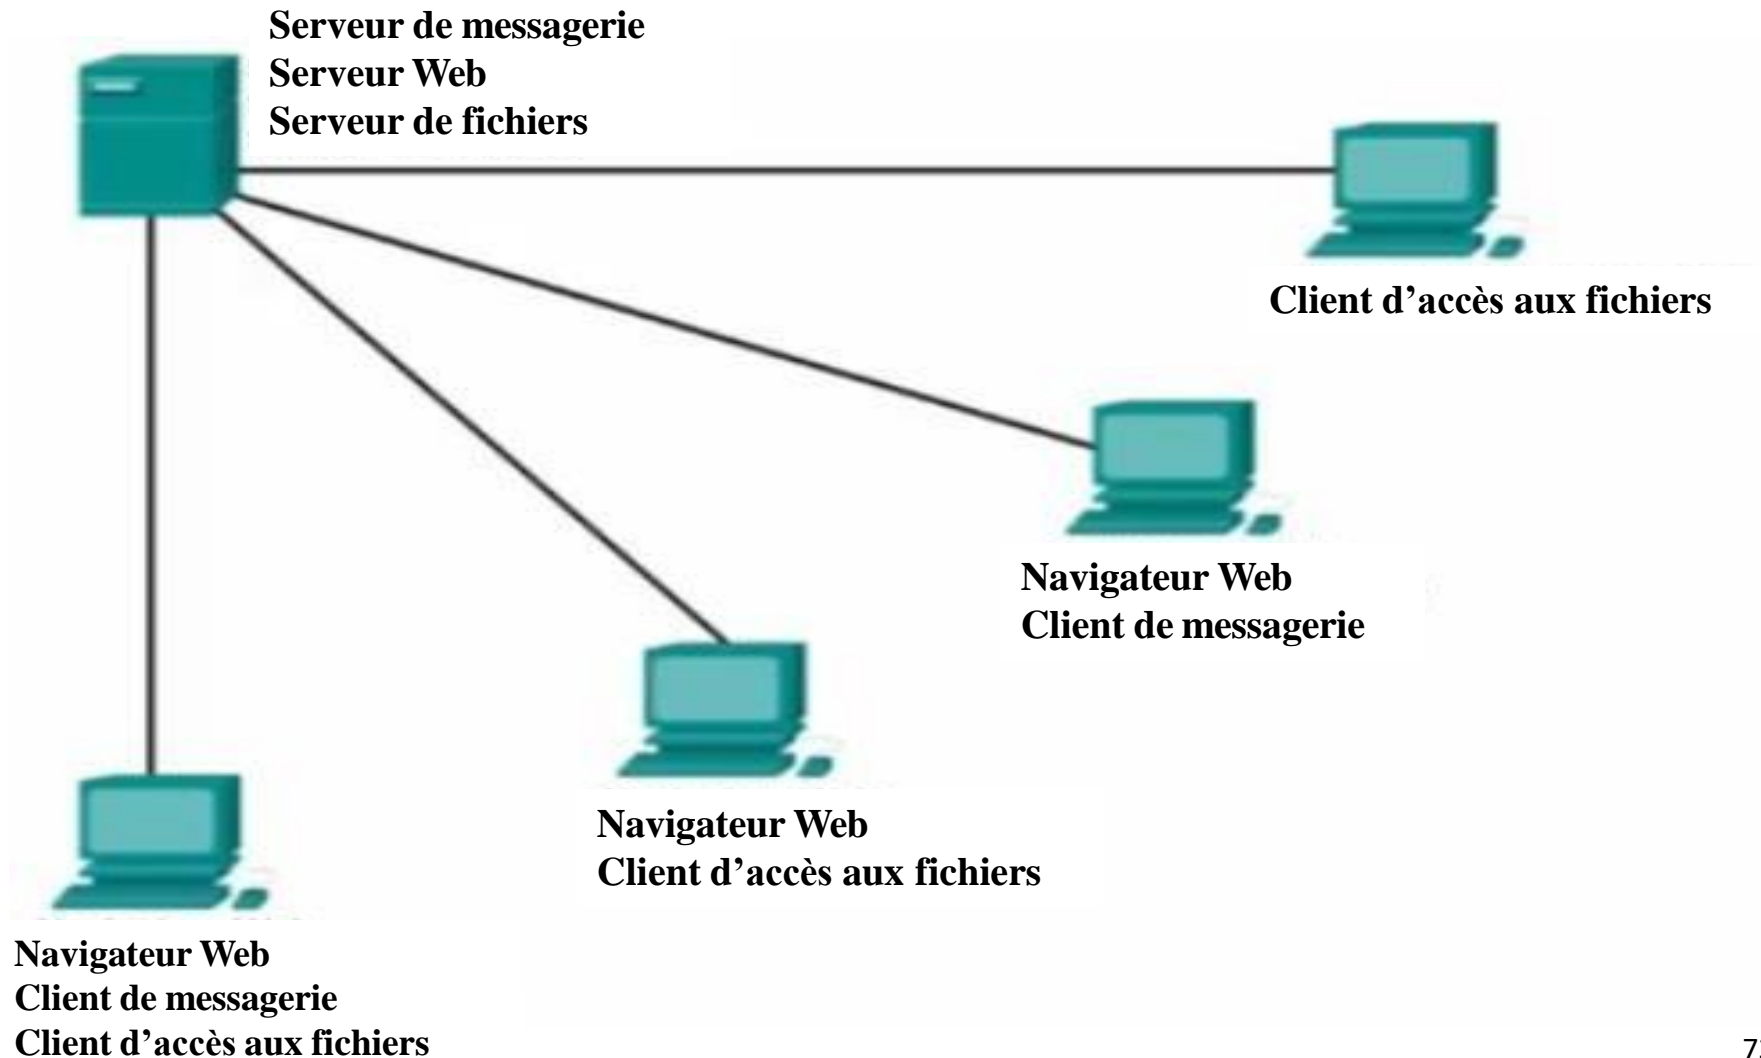 Serveur de messagerie
Serveur Web
Serveur de fichiers
Client d’accès aux fichiers
Navigateur Web
Client de messagerie
Navigateur Web
Client d’accès aux fichiers
Navigateur Web
Client de messagerie
Client d’accès aux fichiers